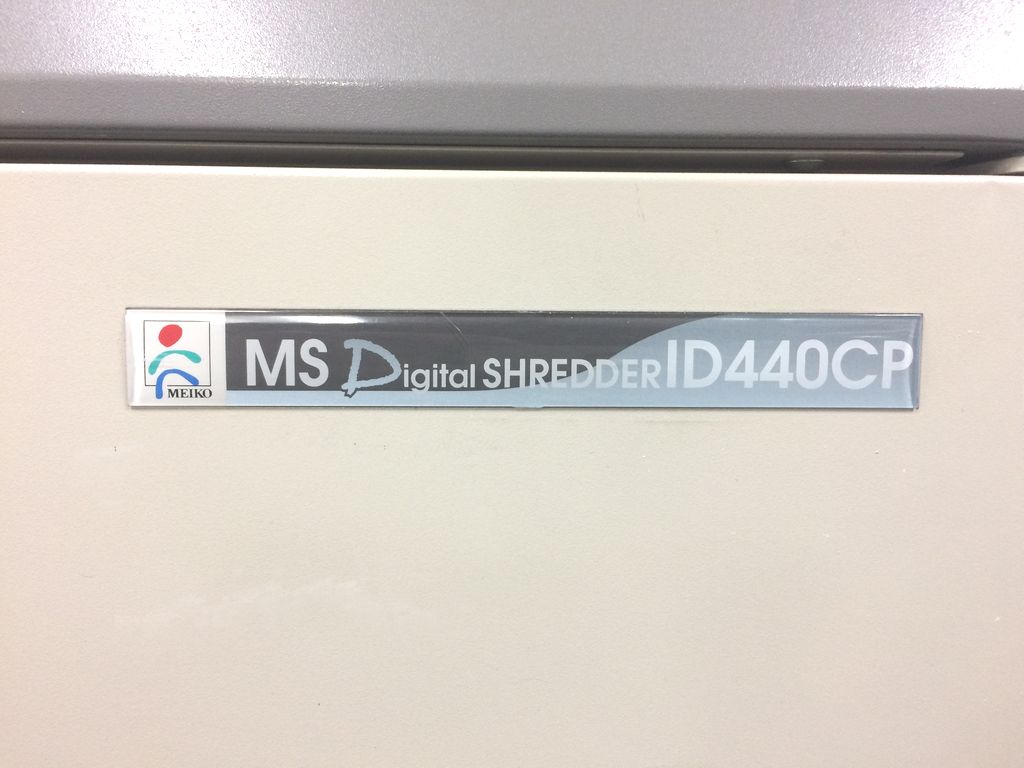 MEIKO
MS Digital SHREDDER ID440CP